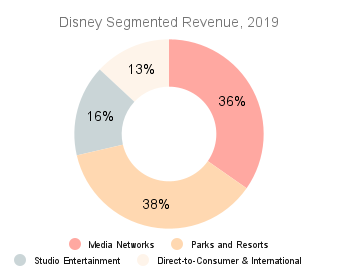 Disney Segmented Revenue, 2019
13%
36%
16%
38%
Media Networks Parks and Resorts
Studio Entertainment Direct-to-Consumer & International